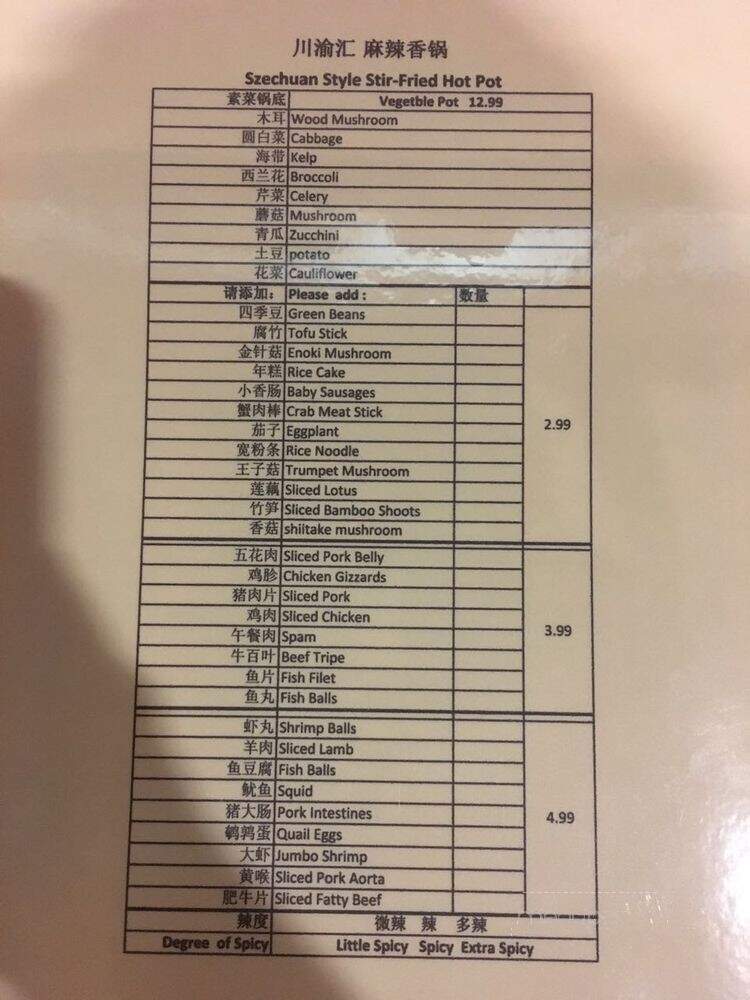 川渝汇 麻辣香锅
Szechuan Style Stir-Fried Hot Pot
素菜锅底 Vegetble Pot 12.99
木耳 Wood Mushroom
圆白菜 Cabbage
海带 Kelp
西兰花 Broccoli
芹菜 Celery
蘑菇 Mushroom
青瓜 Zucchini
土豆 potato
花菜 Cauliflower
请添加： Please add : 数量
四季豆 Green Beans
腐竹 Tofu Stick
金针菇 Enoki Mushroom
年糕 Rice Cake
小香肠 Baby Sausages
蟹肉棒 Crab Meat Stick
2.99
茄子 Eggplant
宽粉条 Rice Noodle
王子菇 Trumpet Mushroom
莲藕 Sliced Lotus
竹笋 Sliced Bamboo Shoots
香菇 shiitake mushroom
五花肉 Sliced Pork Belly
鸡胗 Chicken Gizzards
猪肉片 Sliced Pork
鸡肉 Sliced Chicken
3.99
午餐肉 Spam
牛百叶 Beef Tripe
鱼片 Fish Filet
鱼丸 Fish Balls
虾丸 Shrimp Balls
羊肉 Sliced Lamb
鱼豆腐 Fish Balls
鱿鱼 Squid
猪大肠 Pork Intestines
4.99
鹌鹑蛋 Quail Eggs
大虾 Jumbo Shrimp
黄喉 Sliced Pork Aorta
肥牛片 Sliced Fatty Beef
辣度 微辣 辣 多辣
Degree of Spicy Little Spicy Spicy Extra Spicy